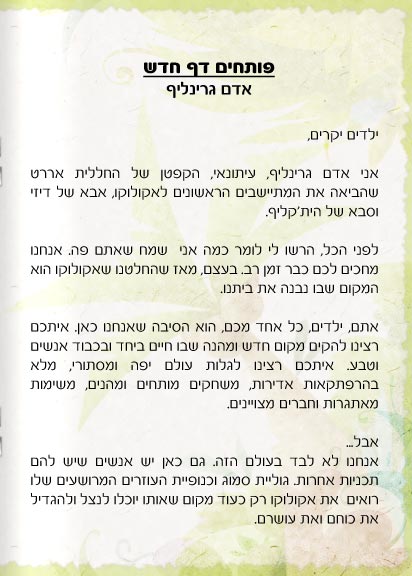 פותחים דף חדש
אדם גרינליף
ילדים יקרים,
אני אדם גרינליף, עיתונאי, הקפטן של החללית אררט
שהביאה את המתיישבים הראשונים לאקולוקו, אבא של דיזי
וסבא של הית'קליף.
לפני הכל, הרשו לי לומר כמה אני שמח שאתם פה. אנחנו
מחכים לכם כבר זמן רב. בעצם, מאז שהחלטנו שאקולוקו הוא
המקום שבו נבנה את ביתנו.
אתם, ילדים, כל אחד מכם, הוא הסיבה שאנחנו כאן. איתכם
רצינו להקים מקום חדש ומהנה שבו חיים ביחד ובכבוד אנשים
וטבע. איתכם רצינו לגלות עולם יפה ומסתורי, מלא
בהרפתקאות אדירות, משחקים מותחים ומהנים, משימות
מאתגרות וחברים מצויינים.
אבל...
אנחנו לא לבד בעולם הזה. גם כאן יש אנשים שיש להם
תכניות אחרות. גוליית סמוג וכנופיית העוזרים המרושעים שלו
רואים את אקולוקו רק כעוד מקום שאותו יוכלו לנצל ולהגדיל
את כוחם ואת עושרם.